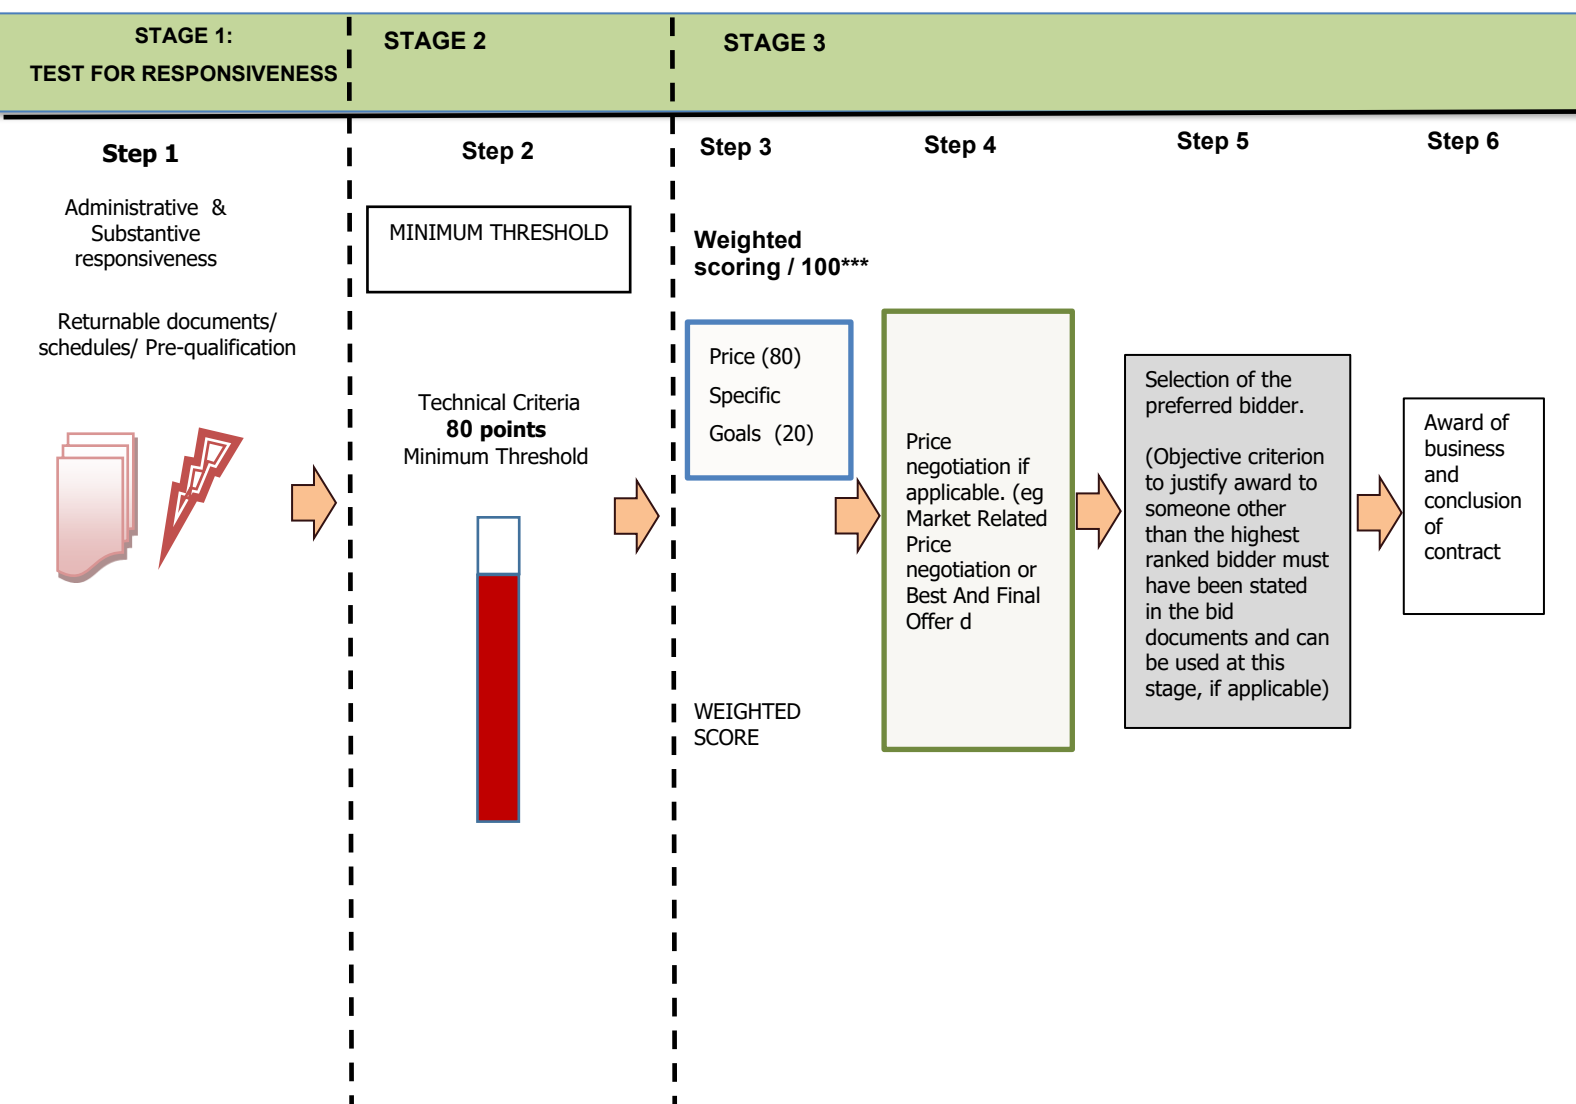 STAGE 1:
TEST FOR RESPONSIVENESS
STAGE 2
STAGE 3
Step 1
Administrative & 
Substantive
responsiveness
Returnable documents/
schedules/ Pre-qualification
Step 2
MINIMUM THRESHOLD
Technical Criteria
80 points
Minimum Threshold
Step 3
Weighted
scoring / 100***
Price (80)
Specific
Goals (20)
WEIGHTED
SCORE
Step 4
Price
negotiation if
applicable. (eg
Market Related
Price
negotiation or
Best And Final
Offer d
Step 5
Selection of the
preferred bidder.
(Objective criterion
to justify award to
someone other
than the highest
ranked bidder must
have been stated
in the bid
documents and can
be used at this
stage, if applicable)
Step 6
Award of
business
and
conclusion
of
contract